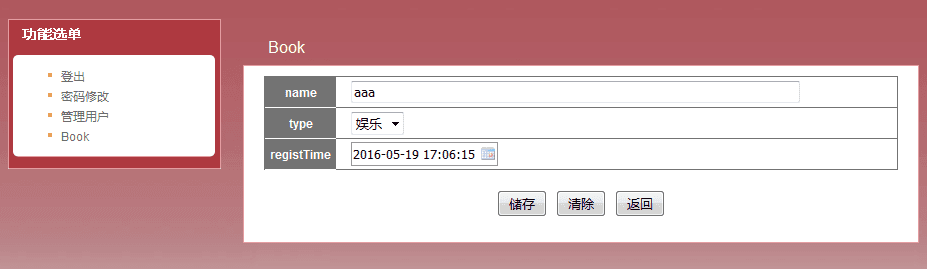 功能选单
登出
密码修改
管理用户
Book
Book
name aaa
type 娱乐
registTime 2016-05-19 17:06:15
储存 清除 返回